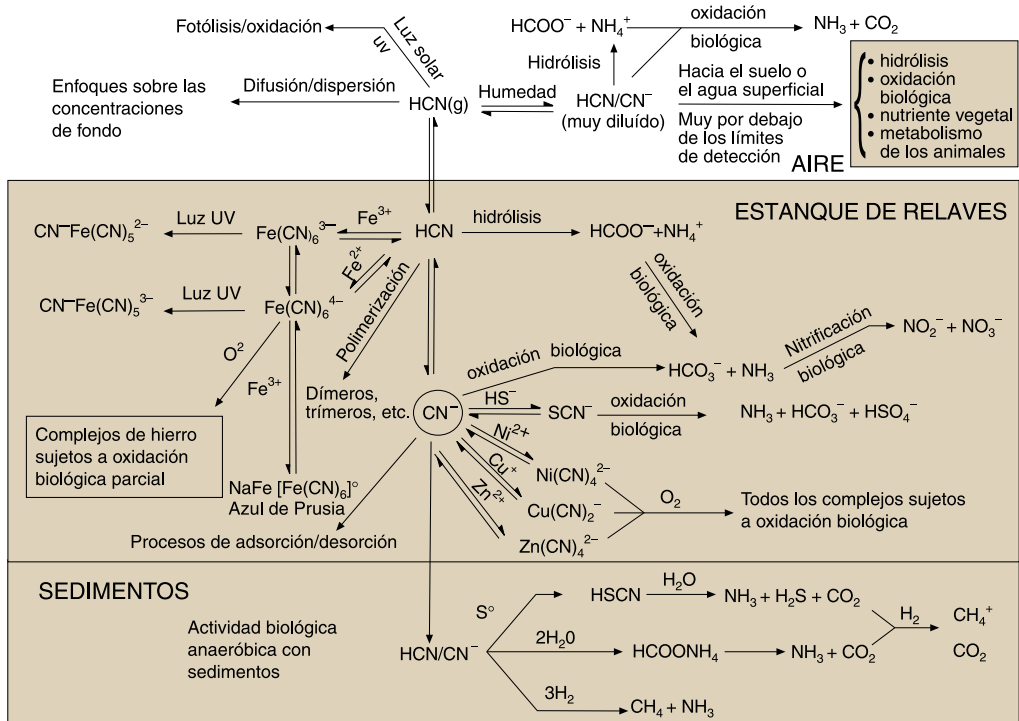 Fotólisis/oxidación
Luz solar
uv
HCOO⁻ + NH₄⁺
oxidación
biológica
NH₃ + CO₂
Hidrólisis
Enfoques sobre las
concentraciones
de fondo
Difusión/dispersión
HCN(g)
Humedad
HCN/CN⁻
(muy diluído)
Hacia el suelo o
el agua superficial
Muy por debajo
de los límites
de detección
• hidrólisis
• oxidación
biológica
• nutriente vegetal
• metabolismo
de los animales
AIRE
ESTANQUE DE RELAVES
CN⁻Fe(CN)₅²⁻
Luz UV
Fe(CN)₆³⁻
Fe³⁺
HCN
hidrólisis
HCOO⁻+NH₄⁺
Fe²⁺
CN⁻Fe(CN)₅³⁻
Luz UV
Fe(CN)₆⁴⁻
Polimerización
oxidación
biológica
O²
Fe³⁺
Dímeros,
trímeros, etc.
oxidación biológica
HCO₃⁻ + NH₃
Nitrificación
biológica
NO₂⁻ + NO₃⁻
CN⁻
HS⁻
SCN⁻
oxidación
biológica
NH₃ + HCO₃⁻ + HSO₄⁻
Complejos de hierro
sujetos a oxidación
biológica parcial
Ni²⁺
Cu⁺
Zn²⁺
Ni(CN)₄²⁻
Cu(CN)₂⁻
Zn(CN)₄²⁻
O₂
Todos los complejos sujetos
a oxidación biológica
NaFe [Fe(CN)₆]°
Azul de Prusia
Procesos de adsorción/desorción
SEDIMENTOS
Actividad biológica
anaeróbica con
sedimentos
HCN/CN⁻
S°
HSCN
H₂O
NH₃ + H₂S + CO₂
2H₂0
HCOONH₄
NH₃ + CO₂
H₂
CH₄⁺
CO₂
3H₂
CH₄ + NH₃